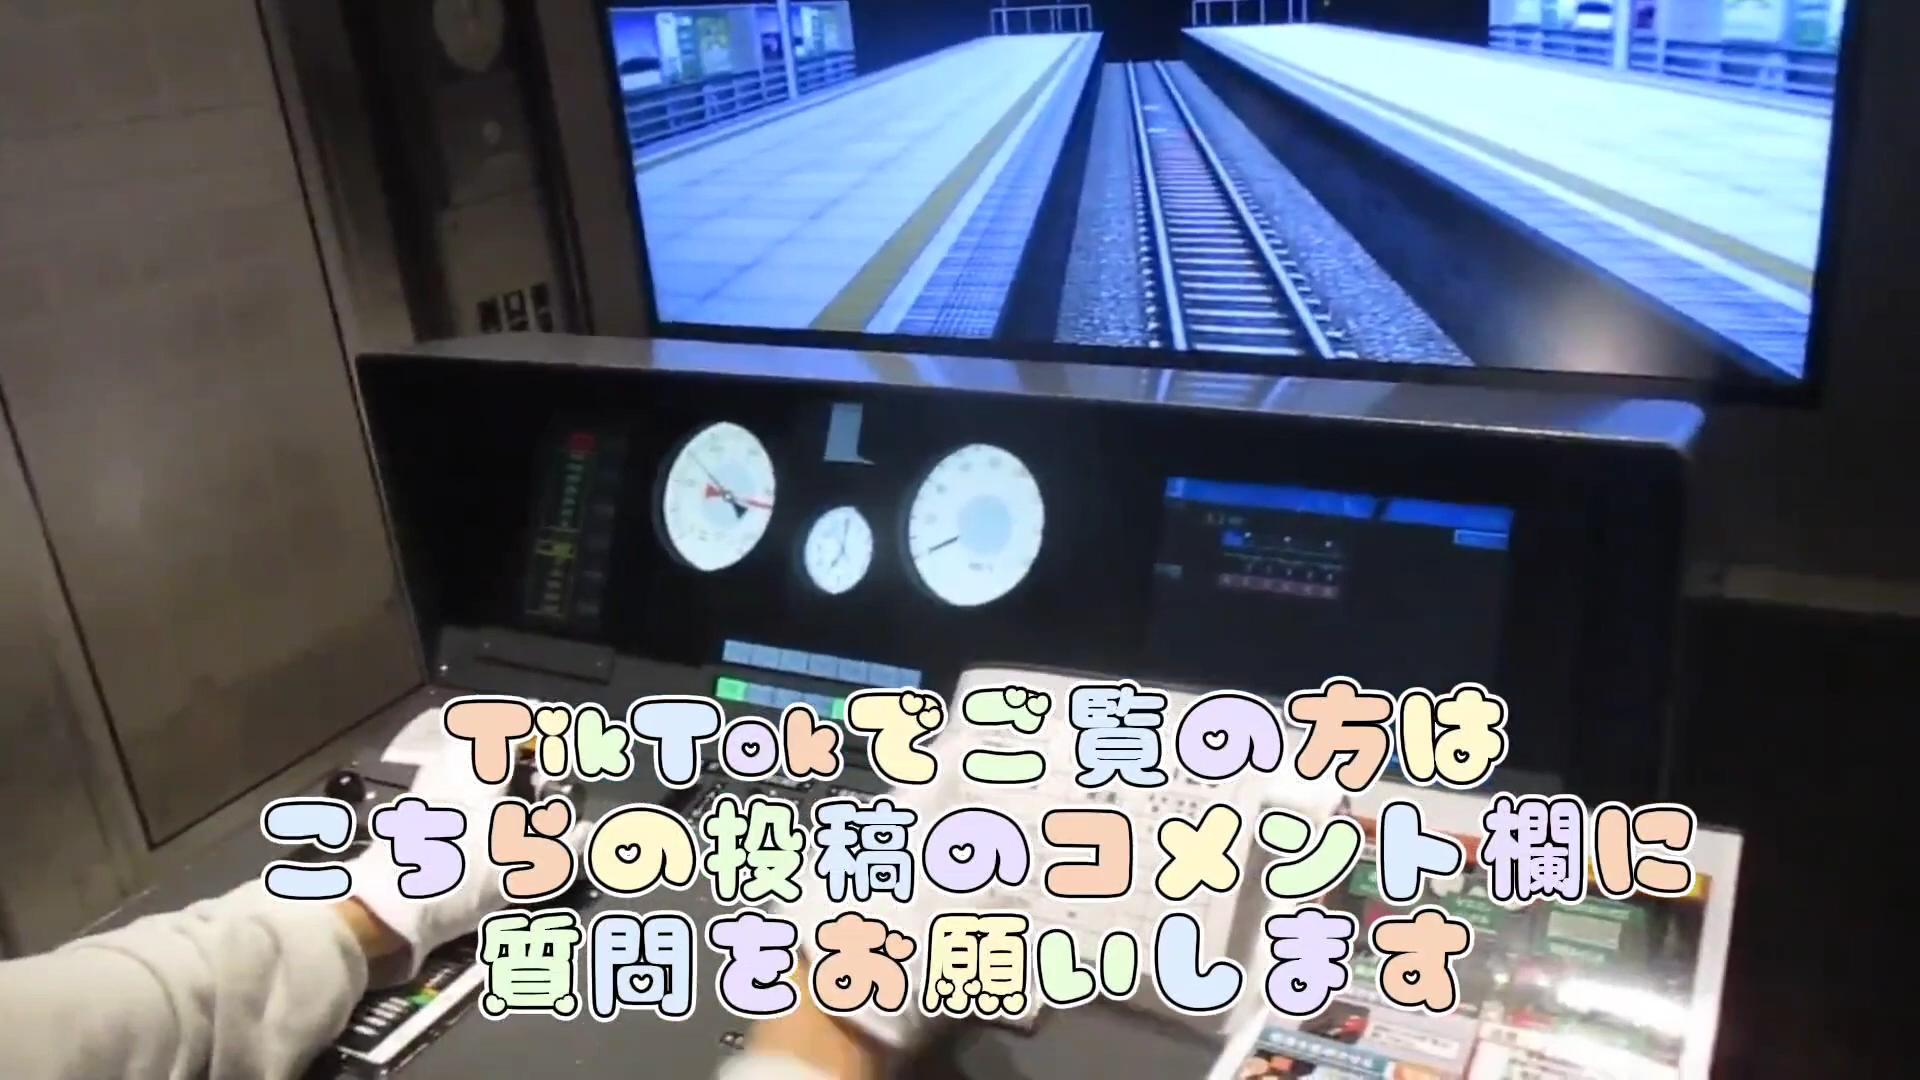 TikTokでご覧の方は
こちらの投稿のコメント欄に
質問をお願いします